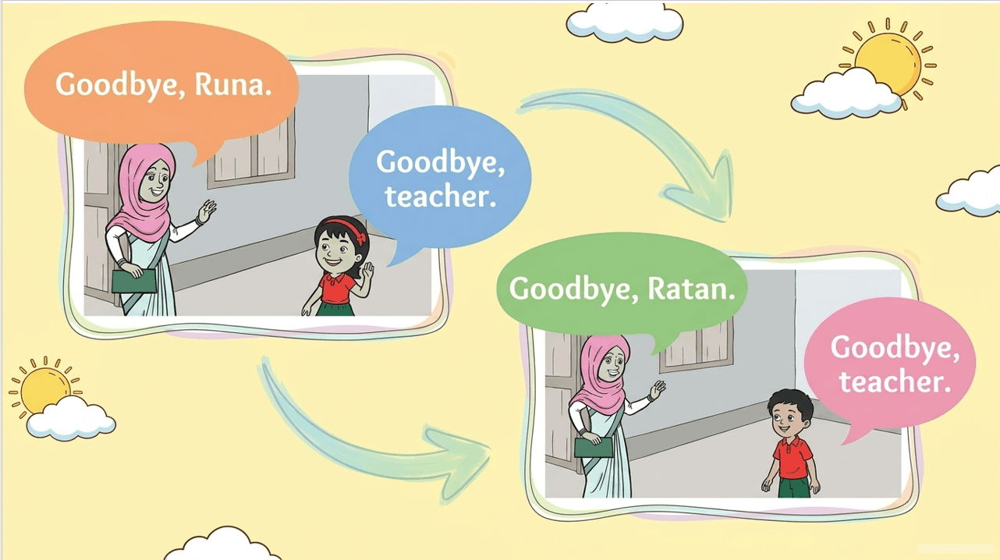 Goodbye, Runa.
Goodbye,
teacher.
Goodbye, Ratan.
Goodbye,
teacher.